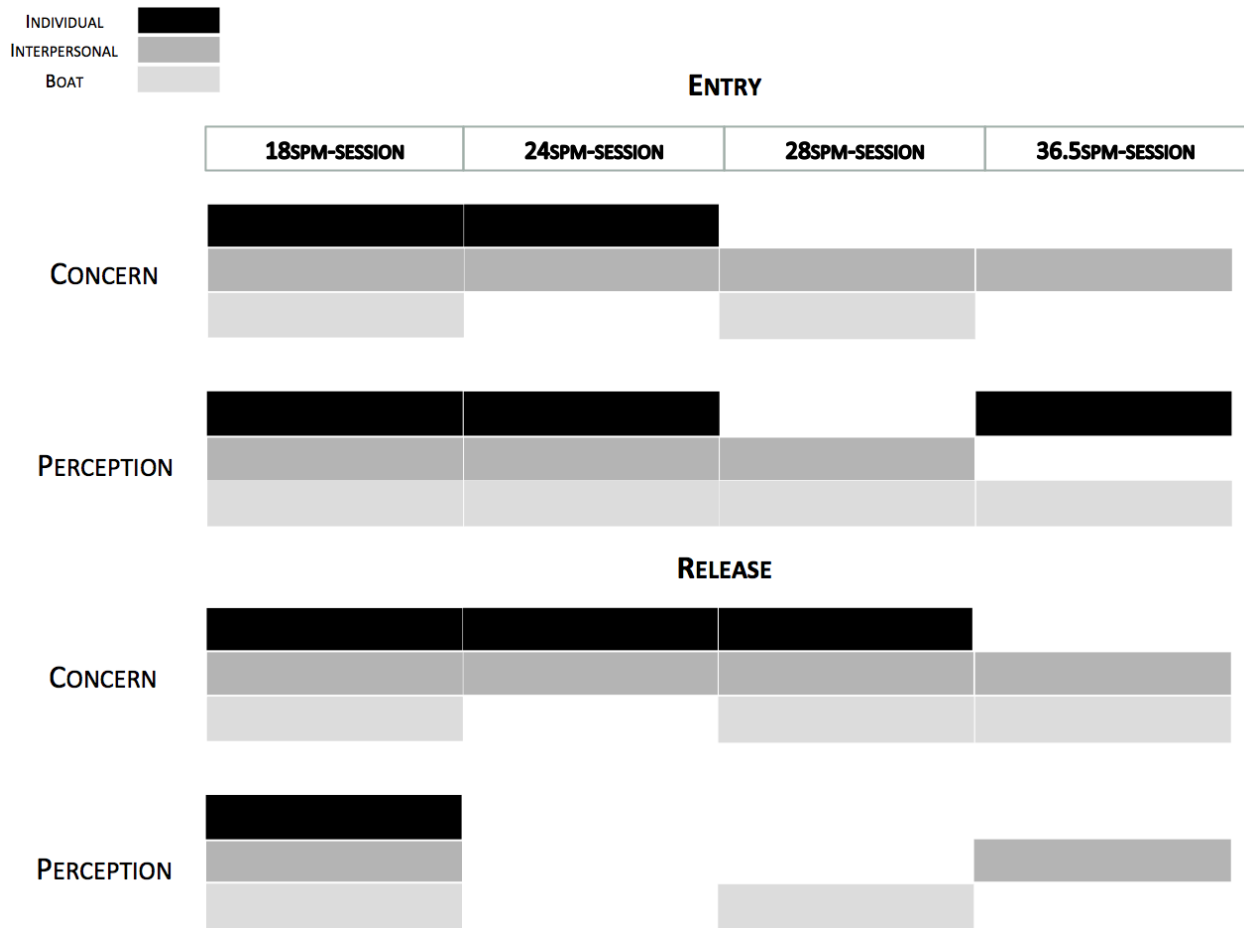 INDIVIDUAL
INTERPERSONAL
BOAT
ENTRY
18SPM-SESSION 24SPM-SESSION 28SPM-SESSION 36.5SPM-SESSION
CONCERN
PERCEPTION
RELEASE
CONCERN
PERCEPTION